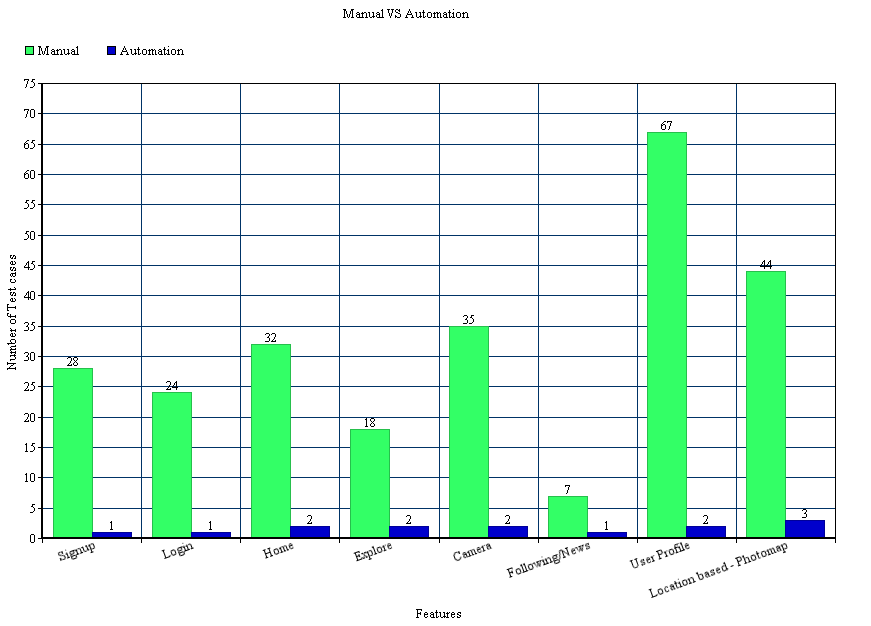 Manual VS Automation
Manual Automation
Number of Test cases
75
70
65
60
55
50
45
40
35
30
25
20
15
10
5
0
28
1
24
1
32
2
18
2
35
2
7
1
67
2
44
3
Signup
Login
Home
Explore
Camera
Following/News
User Profile
Location based - Photomap
Features